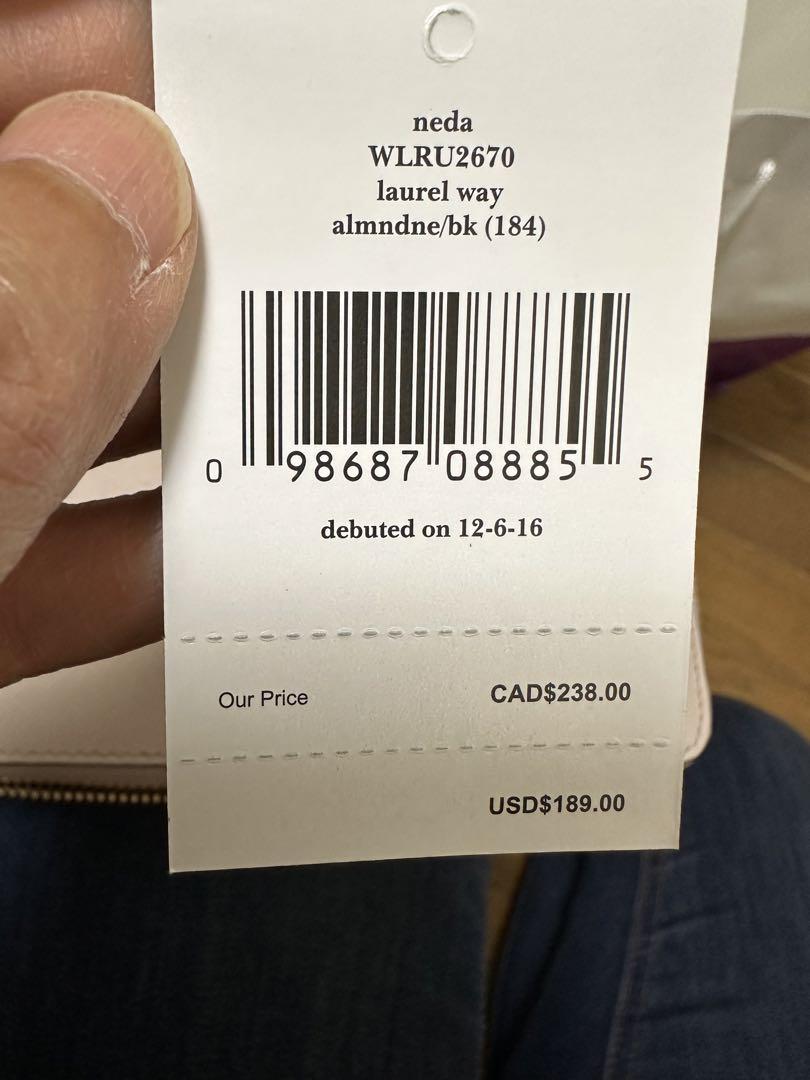 neda
WLRU2670
laurel way
almndne/bk (184)
0 98687 08885 5
debuted on 12-6-16
Our Price CAD$238.00
USD$189.00